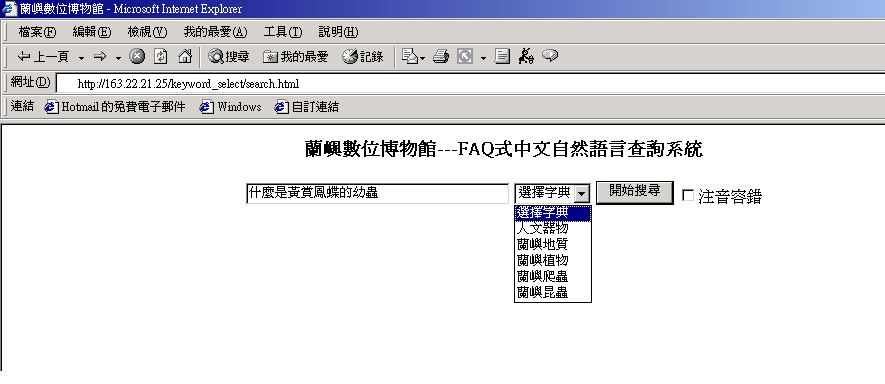 蘭嶼數位博物館 - Microsoft Internet Explorer
檔案(F) 編輯(E) 檢視(V) 我的最愛(A) 工具(T) 說明(H)
上一頁 搜尋 我的最愛 記錄
網址(D) http://163.22.21.25/keyword_select/search.html
連結 Hotmail 的免費電子郵件 Windows 自訂連結
蘭嶼數位博物館---FAQ式中文自然語言查詢系統
什麼是黃賞鳳蝶的幼蟲 選擇字典 開始搜尋 注音容錯
選擇字典
人文器物
蘭嶼地質
蘭嶼植物
蘭嶼爬蟲
蘭嶼昆蟲